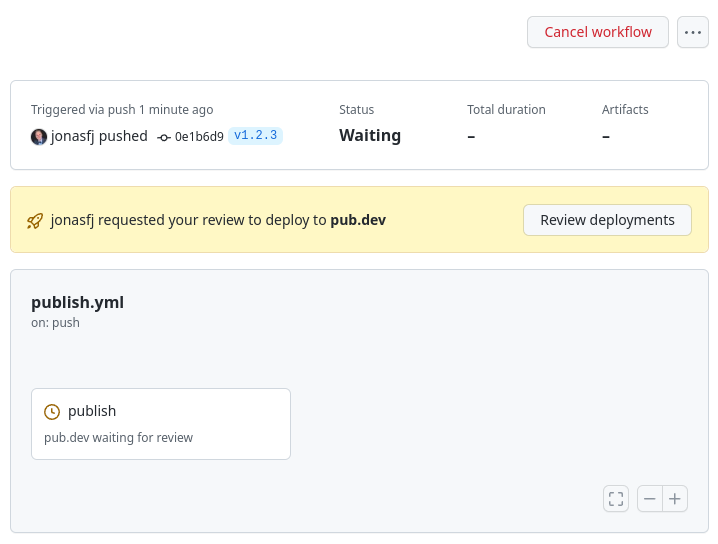 Cancel workflow
Triggered via push 1 minute ago
Status
Total duration
Artifacts
jonasfj pushed 0e1b6d9 v1.2.3
Waiting
–
–
jonasfj requested your review to deploy to pub.dev
Review deployments
publish.yml
on: push
publish
pub.dev waiting for review